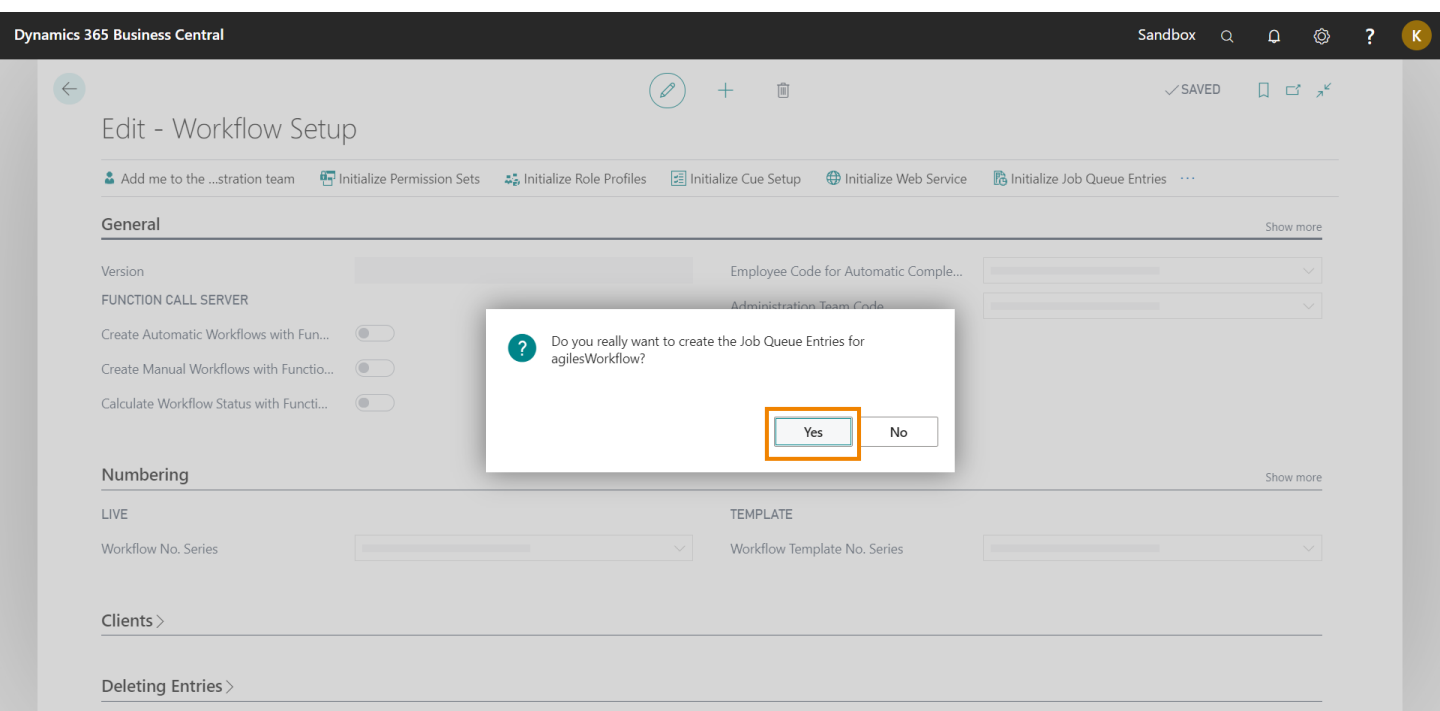 Dynamics 365 Business Central
Sandbox
?
K
SAVED
Edit - Workflow Setup
Add me to the ...stration team
Initialize Permission Sets
Initialize Role Profiles
Initialize Cue Setup
Initialize Web Service
Initialize Job Queue Entries
...
General
Show more
Version
Employee Code for Automatic Comple...
FUNCTION CALL SERVER
Administration Team Code
Create Automatic Workflows with Fun...
Create Manual Workflows with Functio...
Calculate Workflow Status with Functi...
?
Do you really want to create the Job Queue Entries for
agilesWorkflow?
Yes
No
Numbering
Show more
LIVE
TEMPLATE
Workflow No. Series
Workflow Template No. Series
Clients
Deleting Entries